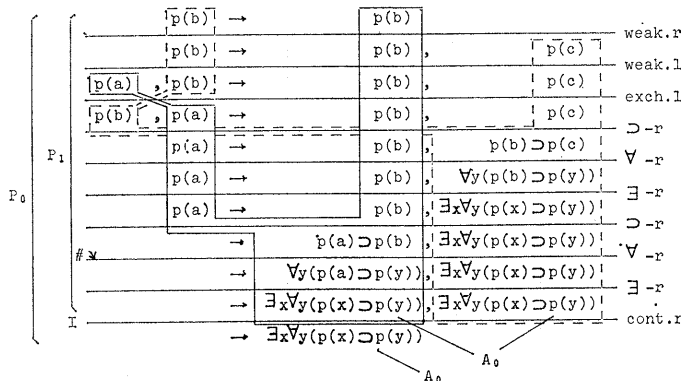 p(b) → p(b)
weak.r
p(b) → p(b), p(c)
weak.l
p(a), p(b) → p(b), p(c)
exch.l
p(b), p(a) → p(b), p(c)
⊃-r
p(a) → p(b), p(b)⊃p(c)
∀-r
p(a) → p(b), ∀y(p(b)⊃p(y))
∃-r
p(a) → p(b), ∃x∀y(p(x)⊃p(y))
⊃-r
→ p(a)⊃p(b), ∃x∀y(p(x)⊃p(y))
# ∀-r
→ ∀y(p(a)⊃p(y)), ∃x∀y(p(x)⊃p(y))
∃-r
→ ∃x∀y(p(x)⊃p(y)), ∃x∀y(p(x)⊃p(y))
I cont.r
→ ∃x∀y(p(x)⊃p(y))
P₀
P₁
A₀
A₀